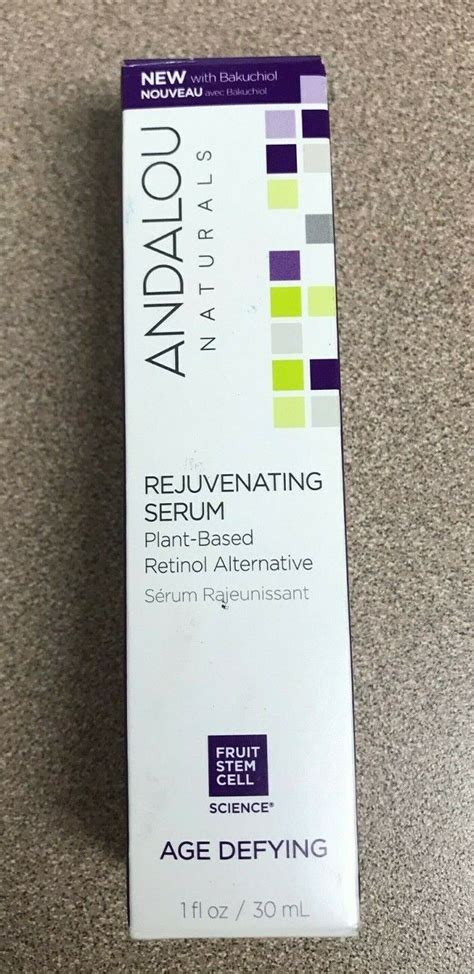 NEW with Bakuchiol
NOUVEAU avec Bakuchiol
ANDALOU
NATURALS
REJUVENATING
SERUM
Plant-Based
Retinol Alternative
Sérum Rajeunissant
FRUIT
STEM
CELL
SCIENCE®
AGE DEFYING
1 fl oz / 30 mL